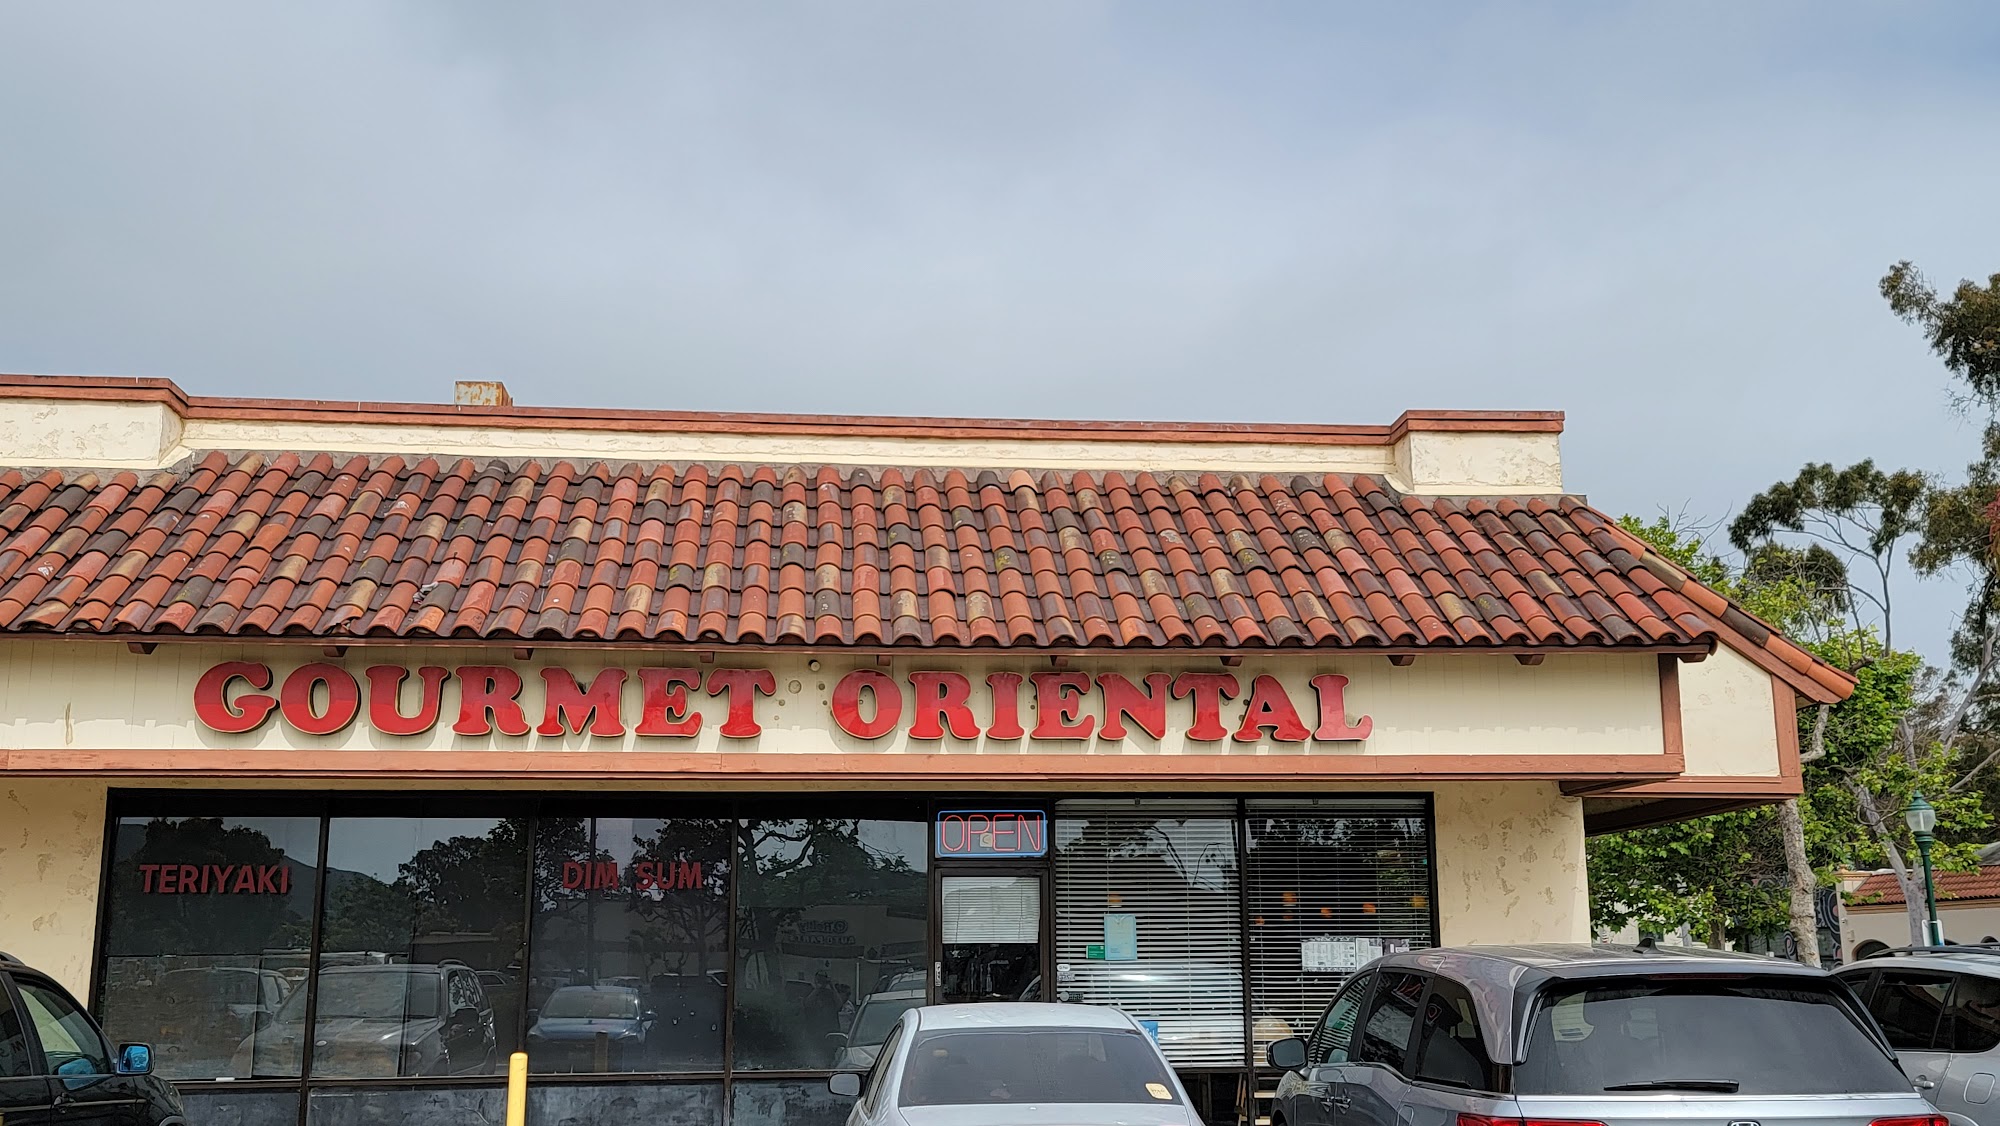 GOURMET ORIENTAL
OPEN
TERIYAKI
DIM SUM